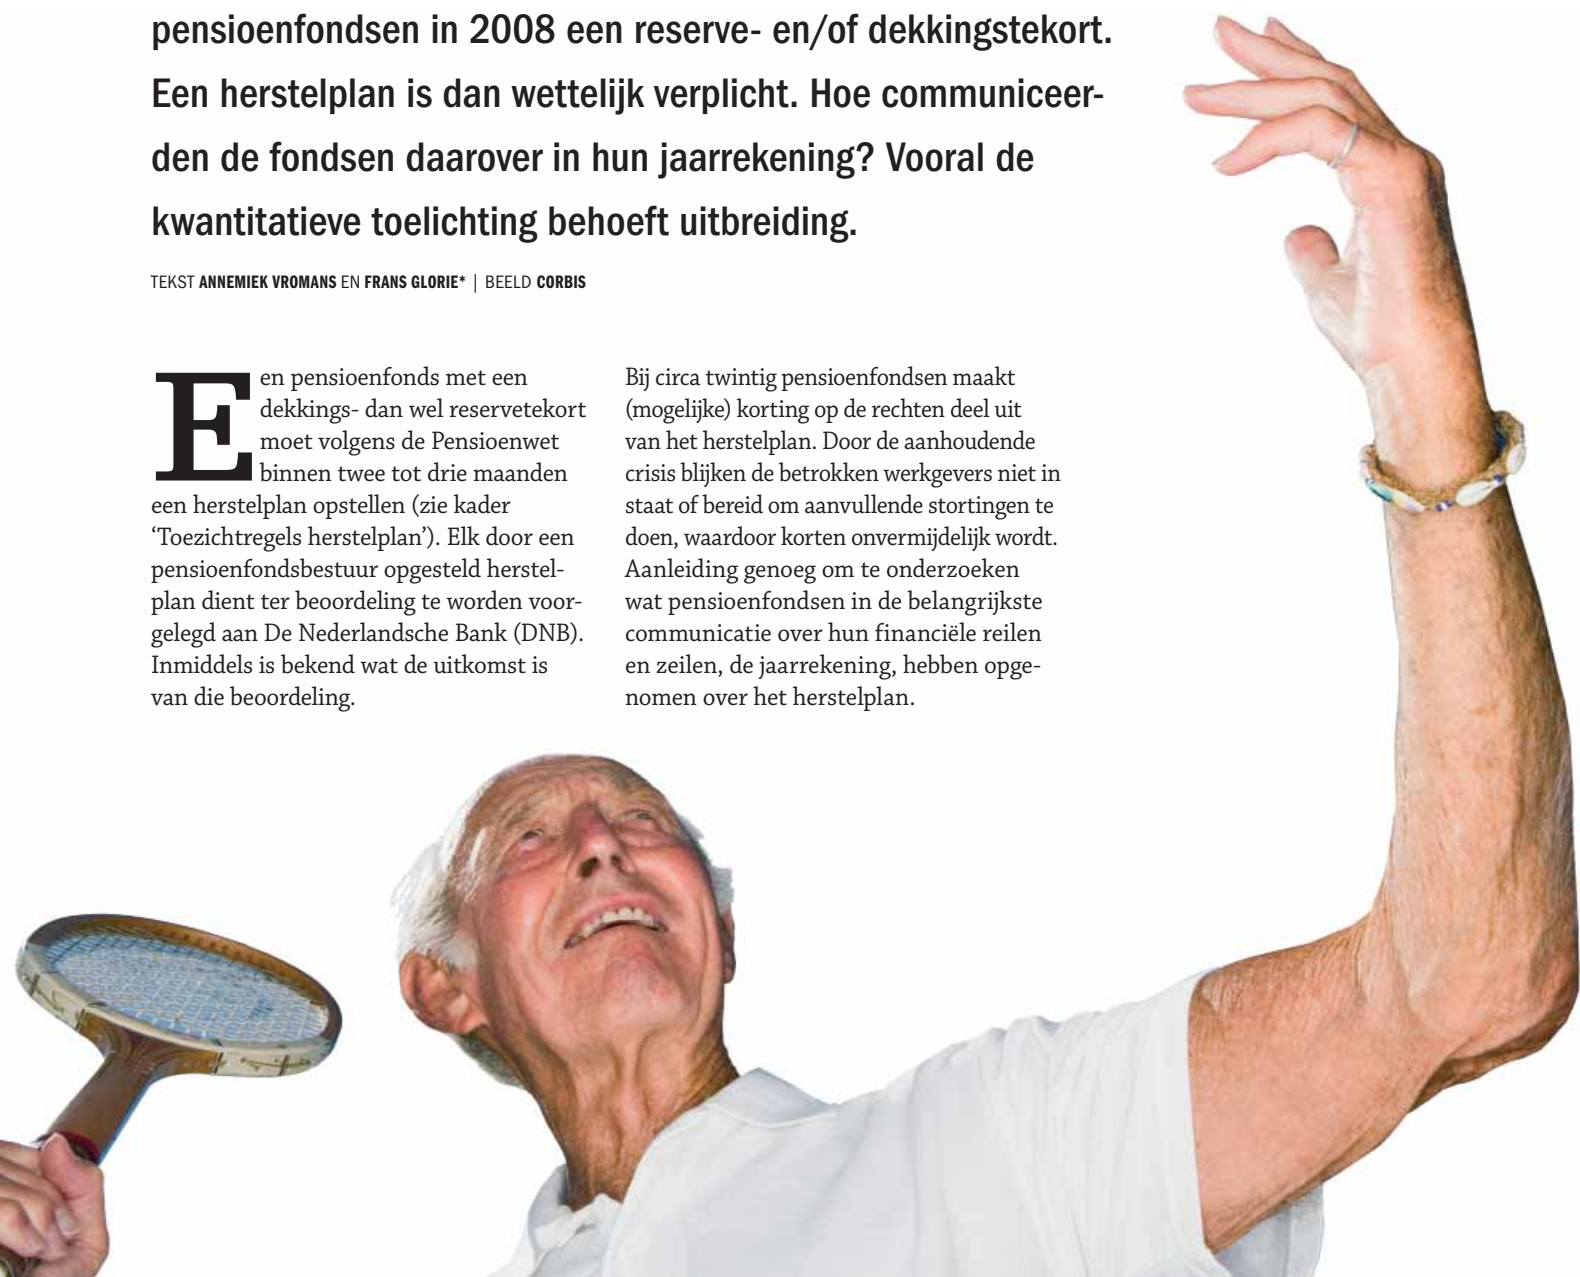 pensioenfondsen in 2008 een reserve- en/of dekkingstekort.
Een herstelplan is dan wettelijk verplicht. Hoe communiceer-
den de fondsen daarover in hun jaarrekening? Vooral de
kwantitatieve toelichting behoeft uitbreiding.
TEKST ANNEMIEK VROMANS EN FRANS GLORIE* | BEELD CORBIS
Een pensioenfonds met een
dekkings- dan wel reservetekort
moet volgens de Pensioenwet
binnen twee tot drie maanden
een herstelplan opstellen (zie kader
‘Toezichtregels herstelplan’). Elk door een
pensioenfondsbestuur opgesteld herstel-
plan dient ter beoordeling te worden voor-
gelegd aan De Nederlandsche Bank (DNB).
Inmiddels is bekend wat de uitkomst is
van die beoordeling.
Bij circa twintig pensioenfondsen maakt
(mogelijke) korting op de rechten deel uit
van het herstelplan. Door de aanhoudende
crisis blijken de betrokken werkgevers niet in
staat of bereid om aanvullende stortingen te
doen, waardoor korten onvermijdelijk wordt.
Aanleiding genoeg om te onderzoeken
wat pensioenfondsen in de belangrijkste
communicatie over hun financiële reilen
en zeilen, de jaarrekening, hebben opge-
nomen over het herstelplan.